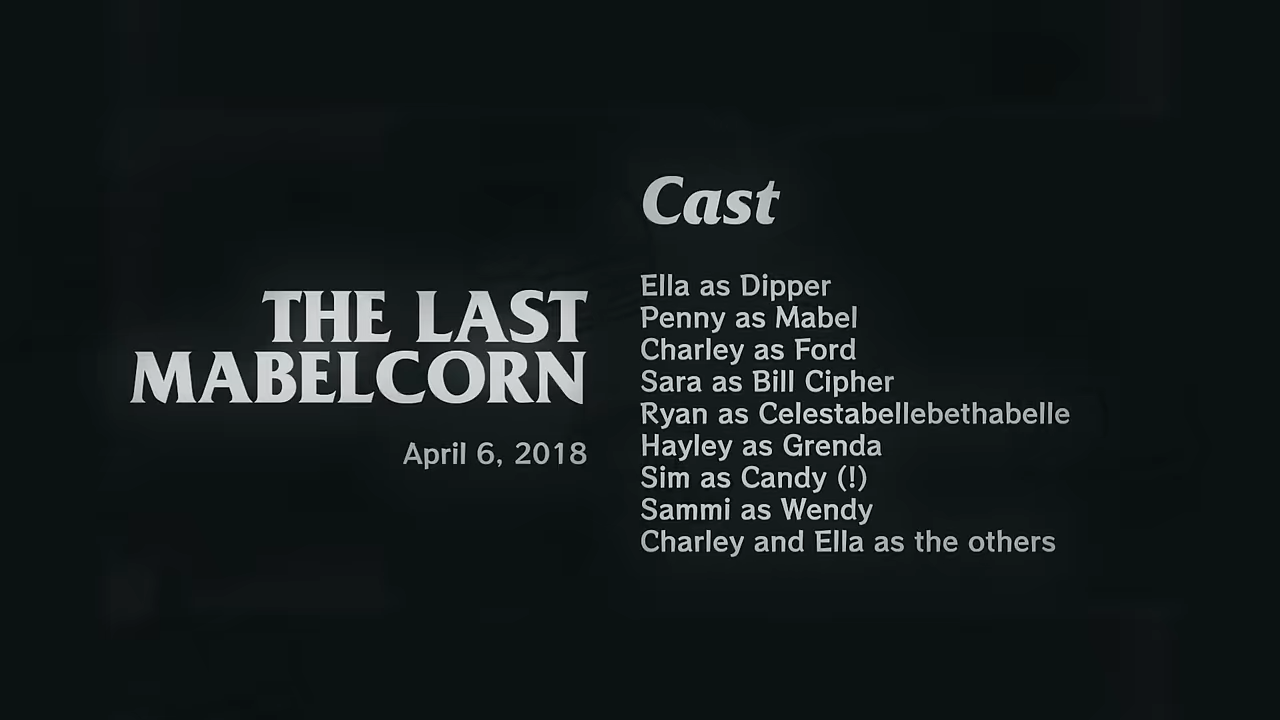 THE LAST
MABELCORN
April 6, 2018
Cast
Ella as Dipper
Penny as Mabel
Charley as Ford
Sara as Bill Cipher
Ryan as Celestabellebethabelle
Hayley as Grenda
Sim as Candy (!)
Sammi as Wendy
Charley and Ella as the others